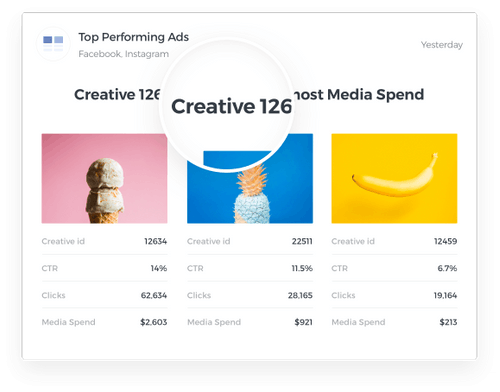 Top Performing Ads
Facebook, Instagram
Yesterday
Creative 126 most Media Spend
Creative 126
Creative id 12634
CTR 14%
Clicks 62,634
Media Spend $2,603
Creative id 22511
CTR 11.5%
Clicks 28,165
Media Spend $921
Creative id 12459
CTR 6.7%
Clicks 19,164
Media Spend $213